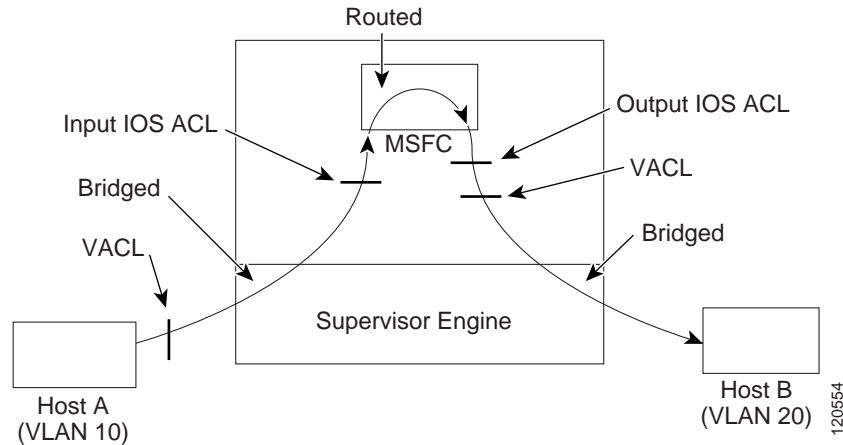 Routed
Input IOS ACL
MSFC
Output IOS ACL
VACL
Bridged
Bridged
VACL
Supervisor Engine
Host A
(VLAN 10)
Host B
(VLAN 20)
120554